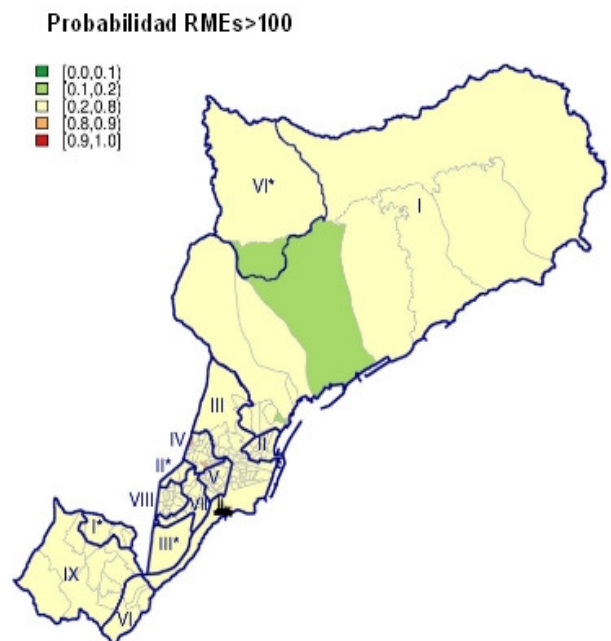 Probabilidad RMEs>100
[0.0,0.1)
[0.1,0.2)
[0.2,0.8)
[0.8,0.9)
[0.9,1.0]
VI*
I
III
IV
II
II*
V
VIII
VII
III*
I*
IX
VI